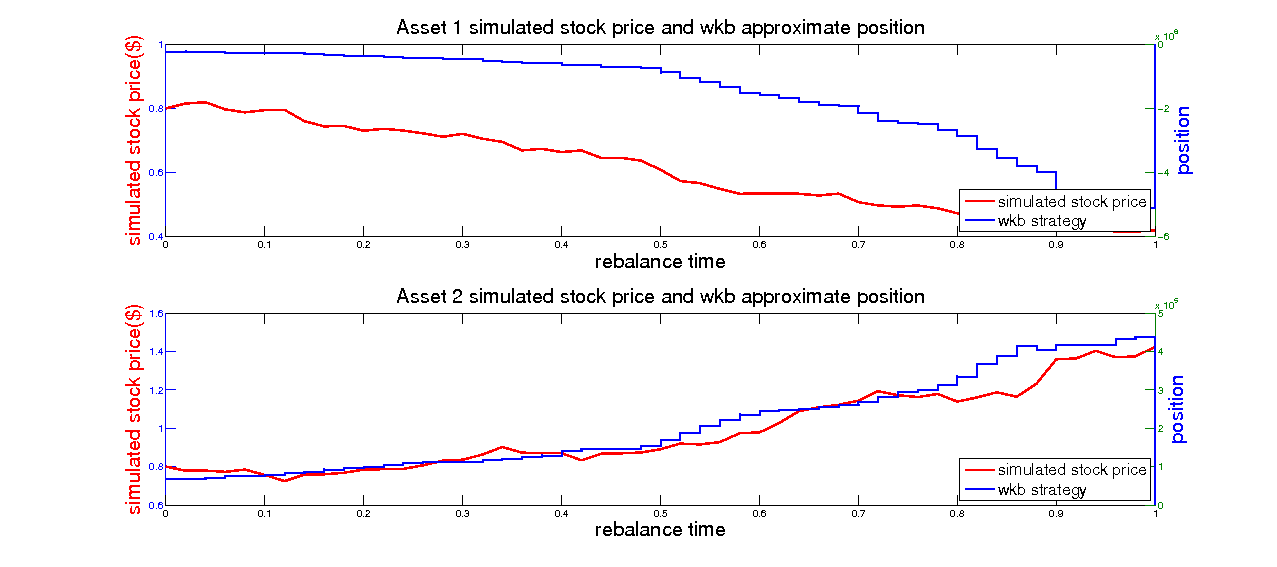 Asset 1 simulated stock price and wkb approximate position
simulated stock price($)
1
0.8
0.6
0.4
0 0.1 0.2 0.3 0.4 0.5 0.6 0.7 0.8 0.9 1
rebalance time
0
-2
-4
-6
position
simulated stock price
wkb strategy
Asset 2 simulated stock price and wkb approximate position
simulated stock price($)
1.6
1.4
1.2
1
0.8
0.6
0 0.1 0.2 0.3 0.4 0.5 0.6 0.7 0.8 0.9 1
rebalance time
5
4
3
2
1
0
position
simulated stock price
wkb strategy